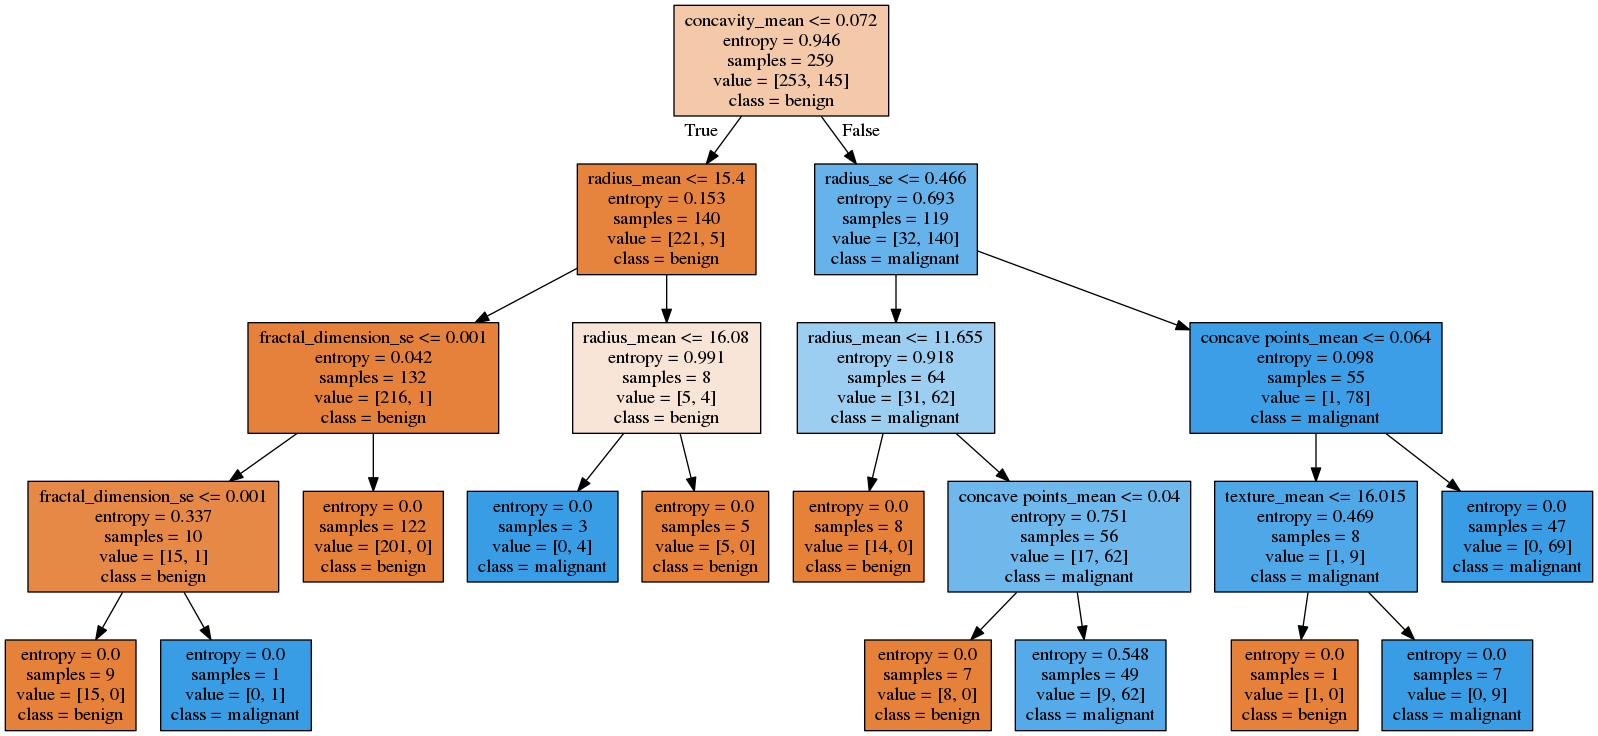 concavity_mean <= 0.072
entropy = 0.946
samples = 259
value = [253, 145]
class = benign
True
False
radius_mean <= 15.4
entropy = 0.153
samples = 140
value = [221, 5]
class = benign
radius_se <= 0.466
entropy = 0.693
samples = 119
value = [32, 140]
class = malignant
fractal_dimension_se <= 0.001
entropy = 0.042
samples = 132
value = [216, 1]
class = benign
radius_mean <= 16.08
entropy = 0.991
samples = 8
value = [5, 4]
class = benign
radius_mean <= 11.655
entropy = 0.918
samples = 64
value = [31, 62]
class = malignant
concave points_mean <= 0.064
entropy = 0.098
samples = 55
value = [1, 78]
class = malignant
fractal_dimension_se <= 0.001
entropy = 0.337
samples = 10
value = [15, 1]
class = benign
entropy = 0.0
samples = 122
value = [201, 0]
class = benign
entropy = 0.0
samples = 3
value = [0, 4]
class = malignant
entropy = 0.0
samples = 5
value = [5, 0]
class = benign
entropy = 0.0
samples = 8
value = [14, 0]
class = benign
concave points_mean <= 0.04
entropy = 0.751
samples = 56
value = [17, 62]
class = malignant
texture_mean <= 16.015
entropy = 0.469
samples = 8
value = [1, 9]
class = malignant
entropy = 0.0
samples = 47
value = [0, 69]
class = malignant
entropy = 0.0
samples = 9
value = [15, 0]
class = benign
entropy = 0.0
samples = 1
value = [0, 1]
class = malignant
entropy = 0.0
samples = 7
value = [8, 0]
class = benign
entropy = 0.548
samples = 49
value = [9, 62]
class = malignant
entropy = 0.0
samples = 1
value = [1, 0]
class = benign
entropy = 0.0
samples = 7
value = [0, 9]
class = malignant